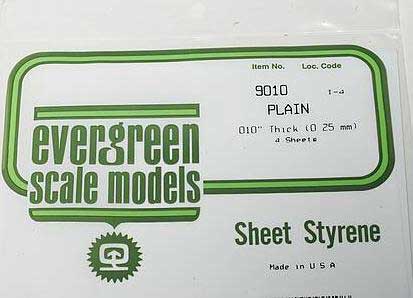 Item No. Loc. Code
9010 I-4
PLAIN
.010" Thick (0.25 mm)
4 Sheets
evergreen
scale models
Sheet Styrene
Made in U S A